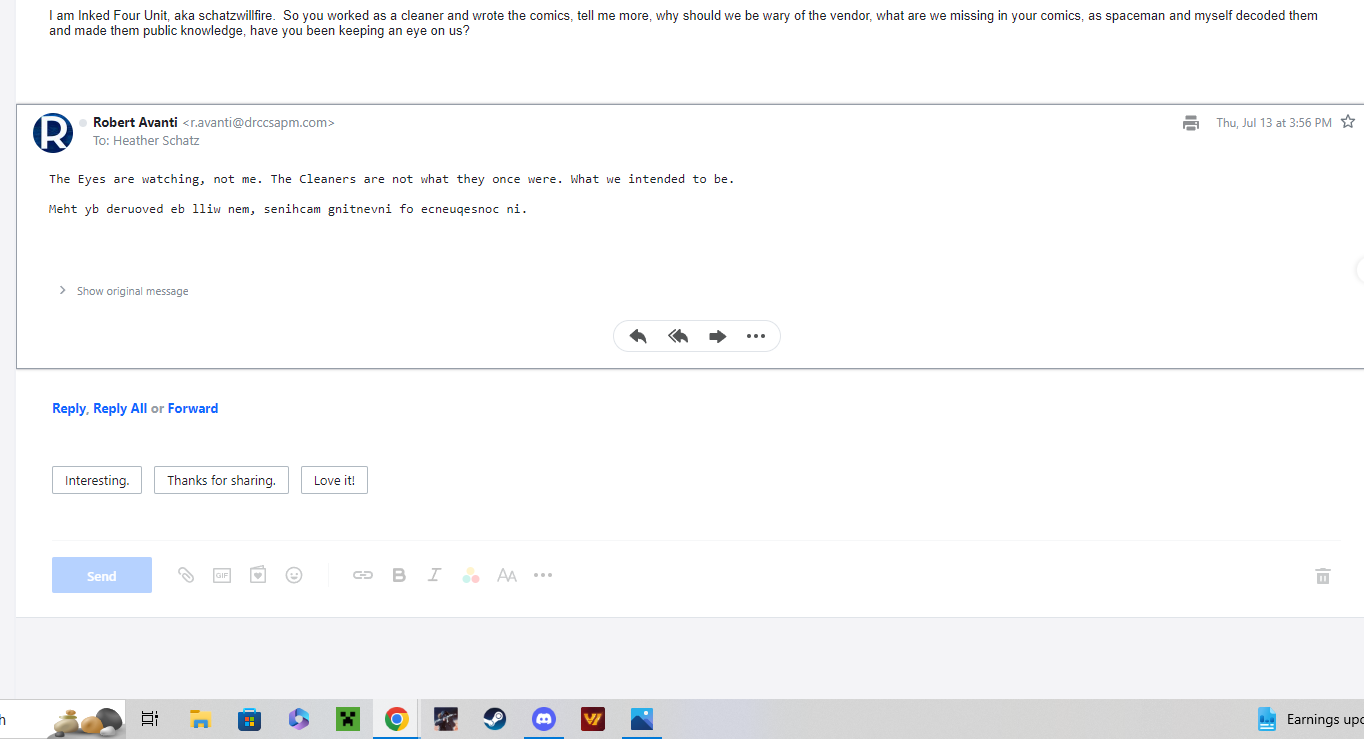 I am Inked Four Unit, aka schatzwillfire.  So you worked as a cleaner and wrote the comics, tell me more, why should we be wary of the vendor, what are we missing in your comics, as spaceman and myself decoded them
and made them public knowledge, have you been keeping an eye on us?
R
Robert Avanti <r.avanti@drccsapm.com>
Thu, Jul 13 at 3:56 PM
To: Heather Schatz
The Eyes are watching, not me. The Cleaners are not what they once were. What we intended to be.
Meht yb deruoved eb lliw nem, senihcam gnitnevni fo ecneuqesnoc ni.
Show original message
Reply, Reply All or Forward
Interesting.
Thanks for sharing.
Love it!
Send
GIF
B
I
AA
h
Earnings upc